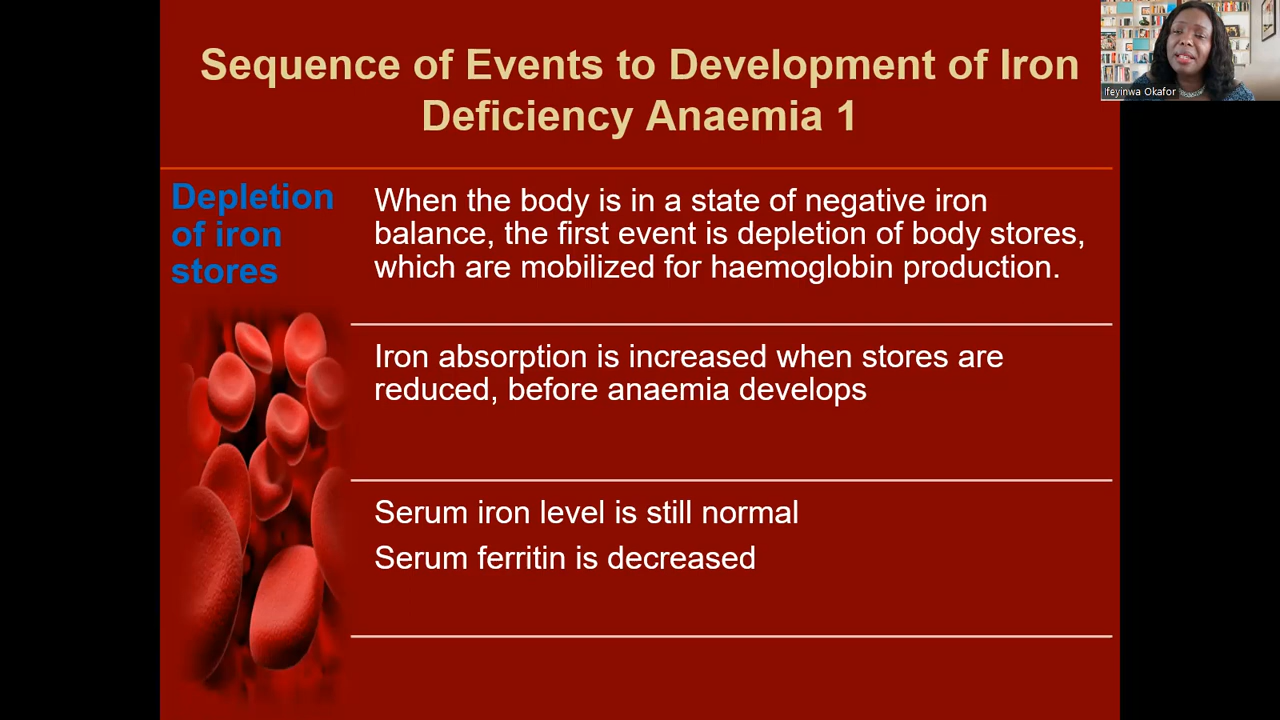 Sequence of Events to Development of Iron
Deficiency Anaemia 1
Ifeyinwa Okafor
Depletion
of iron
stores
When the body is in a state of negative iron
balance, the first event is depletion of body stores,
which are mobilized for haemoglobin production.
Iron absorption is increased when stores are
reduced, before anaemia develops
Serum iron level is still normal
Serum ferritin is decreased